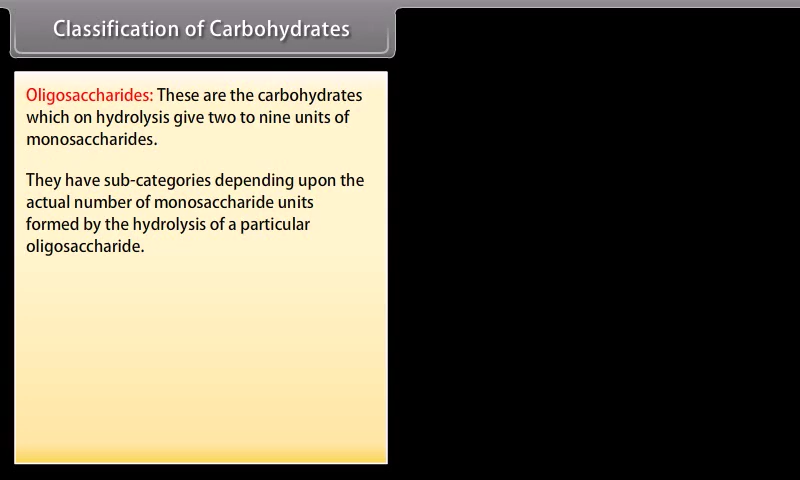 Classification of Carbohydrates
Oligosaccharides: These are the carbohydrates
which on hydrolysis give two to nine units of
monosaccharides.
They have sub-categories depending upon the
actual number of monosaccharide units
formed by the hydrolysis of a particular
oligosaccharide.